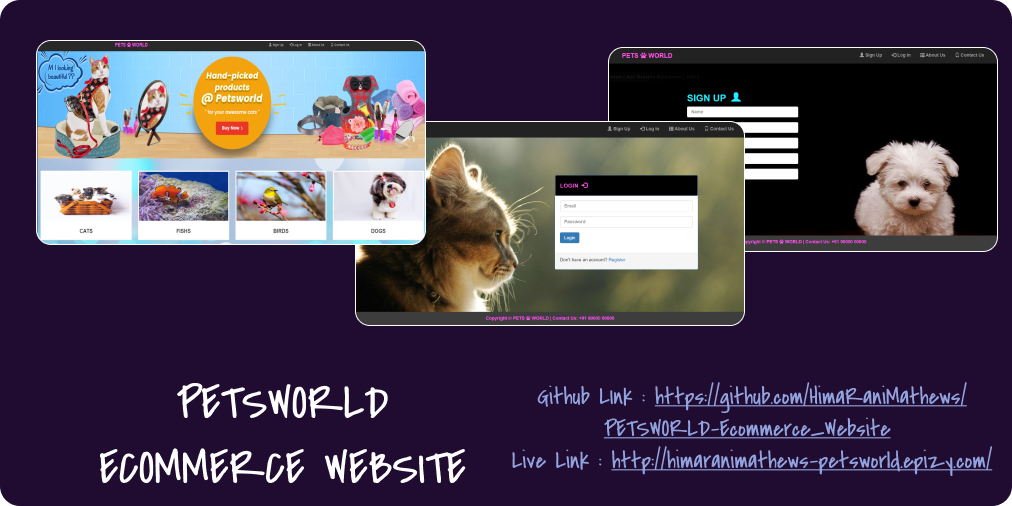 PETS WORLD
Sign Up Log In About Us Contact Us
M I looking
beautiful ??
Hand-picked
products
@ Petsworld
"for your awesome cats"
Buy Now
CATS
FISHS
BIRDS
DOGS
Sign Up Log In About Us Contact Us
LOGIN
Email
Password
Login
Don't have an account? Register
Copyright © PETS WORLD | Contact Us: +91 90000 00000
PETS WORLD
Sign Up Log In About Us Contact Us
SIGN UP
Name
PETS WORLD | Contact Us: +91 90000 00000
PETSWORLD
ECOMMERCE WEBSITE
Github LInk : https://github.com/HimaRaniMathews/
PETSWORLD-Ecommerce_Website
Live Link : http://himaranimathews-petsworld.epizy.com/